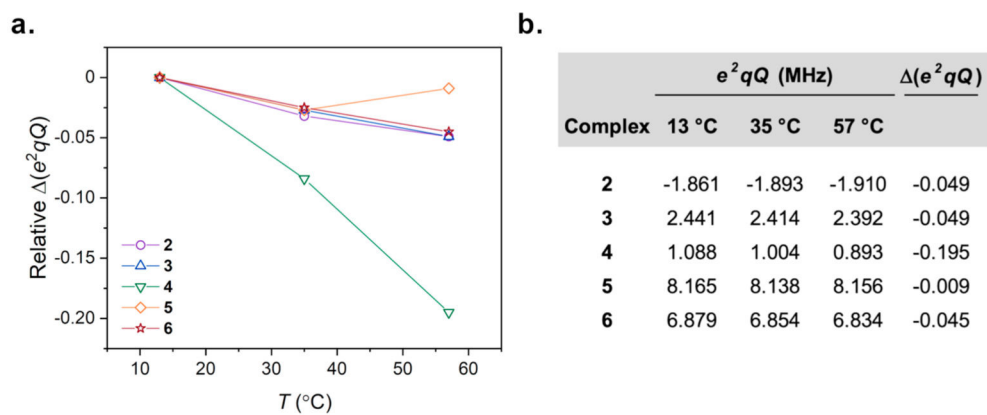 a.
Relative Δ(e²qQ)
0
-0.05
-0.10
-0.15
-0.20
2
3
4
5
6
10 20 30 40 50 60
T (°C)
b.
e²qQ (MHz) Δ(e²qQ)
Complex 13 °C 35 °C 57 °C
2 -1.861 -1.893 -1.910 -0.049
3 2.441 2.414 2.392 -0.049
4 1.088 1.004 0.893 -0.195
5 8.165 8.138 8.156 -0.009
6 6.879 6.854 6.834 -0.045